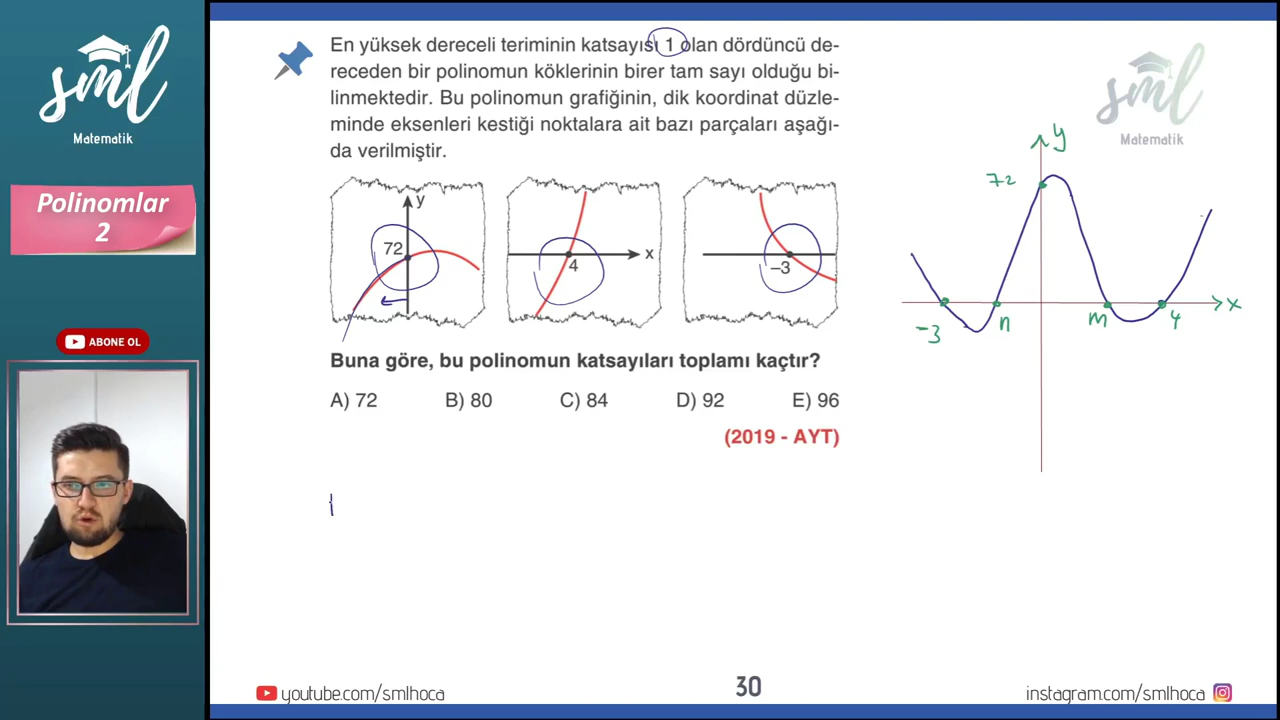 sml
Matematik
Polinomlar
2
ABONE OL
En yüksek dereceli teriminin katsayısı 1 olan dördüncü de-
receden bir polinomun köklerinin birer tam sayı olduğu bi-
linmektedir. Bu polinomun grafiğinin, dik koordinat düzle-
minde eksenleri kestiği noktalara ait bazı parçaları aşağı-
da verilmiştir.
y
72
x
4
–3
Buna göre, bu polinomun katsayıları toplamı kaçtır?
A) 72 B) 80 C) 84 D) 92 E) 96
(2019 - AYT)
sml
Matematik
y
72
x
-3
n
m
4
youtube.com/smlhoca
30
instagram.com/smlhoca